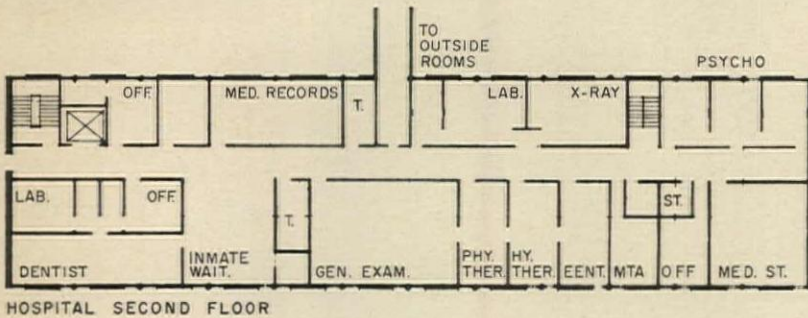 TO
OUTSIDE
ROOMS
PSYCHO
OFF.
MED. RECORDS
T.
LAB.
X-RAY
LAB.
OFF.
T.
ST.
DENTIST
INMATE
WAIT.
GEN. EXAM.
PHY.
THER.
HY.
THER.
EENT.
MTA
OFF
MED. ST.
HOSPITAL SECOND FLOOR